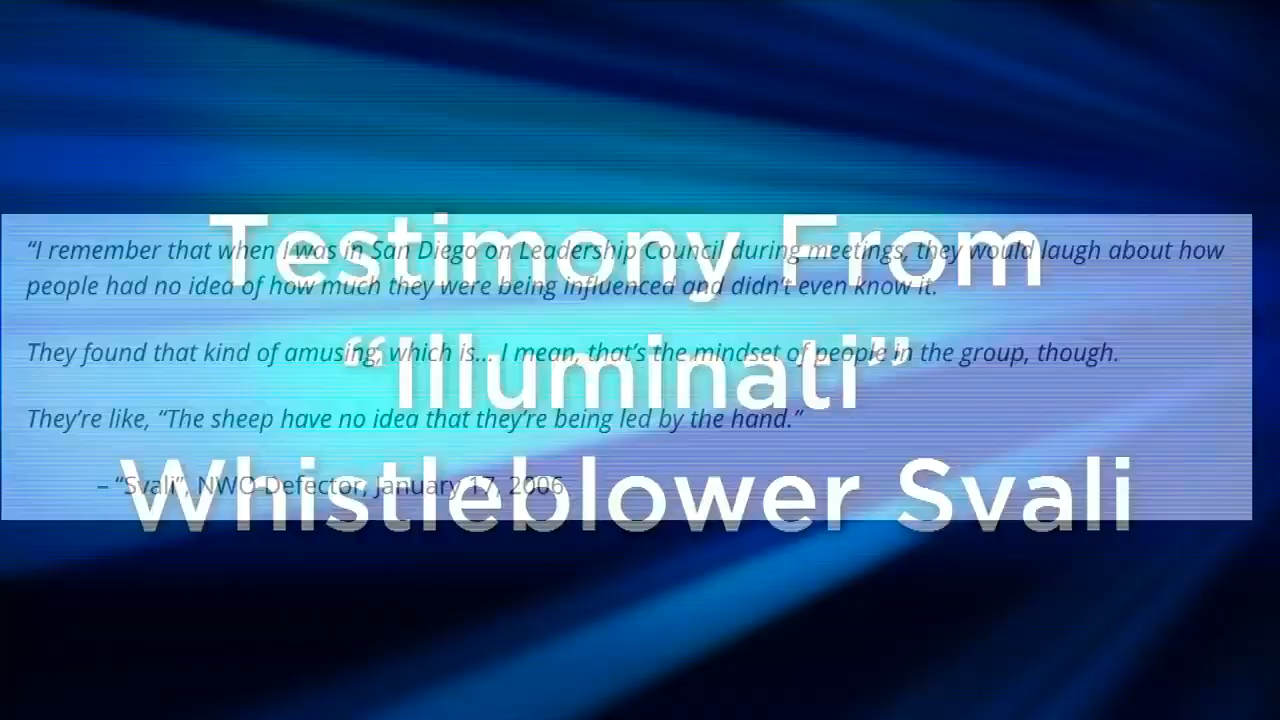 Testimony From
“Illuminati”
Whistleblower Svali
“I remember that when I was in San Diego on Leadership Council during meetings, they would laugh about how
people had no idea of how much they were being influenced and didn’t even know it.
They found that kind of amusing, which is... I mean, that’s the mindset of people in the group, though.
They’re like, “The sheep have no idea that they’re being led by the hand.”
– “Svali”, NWO Defector, January 17, 2006